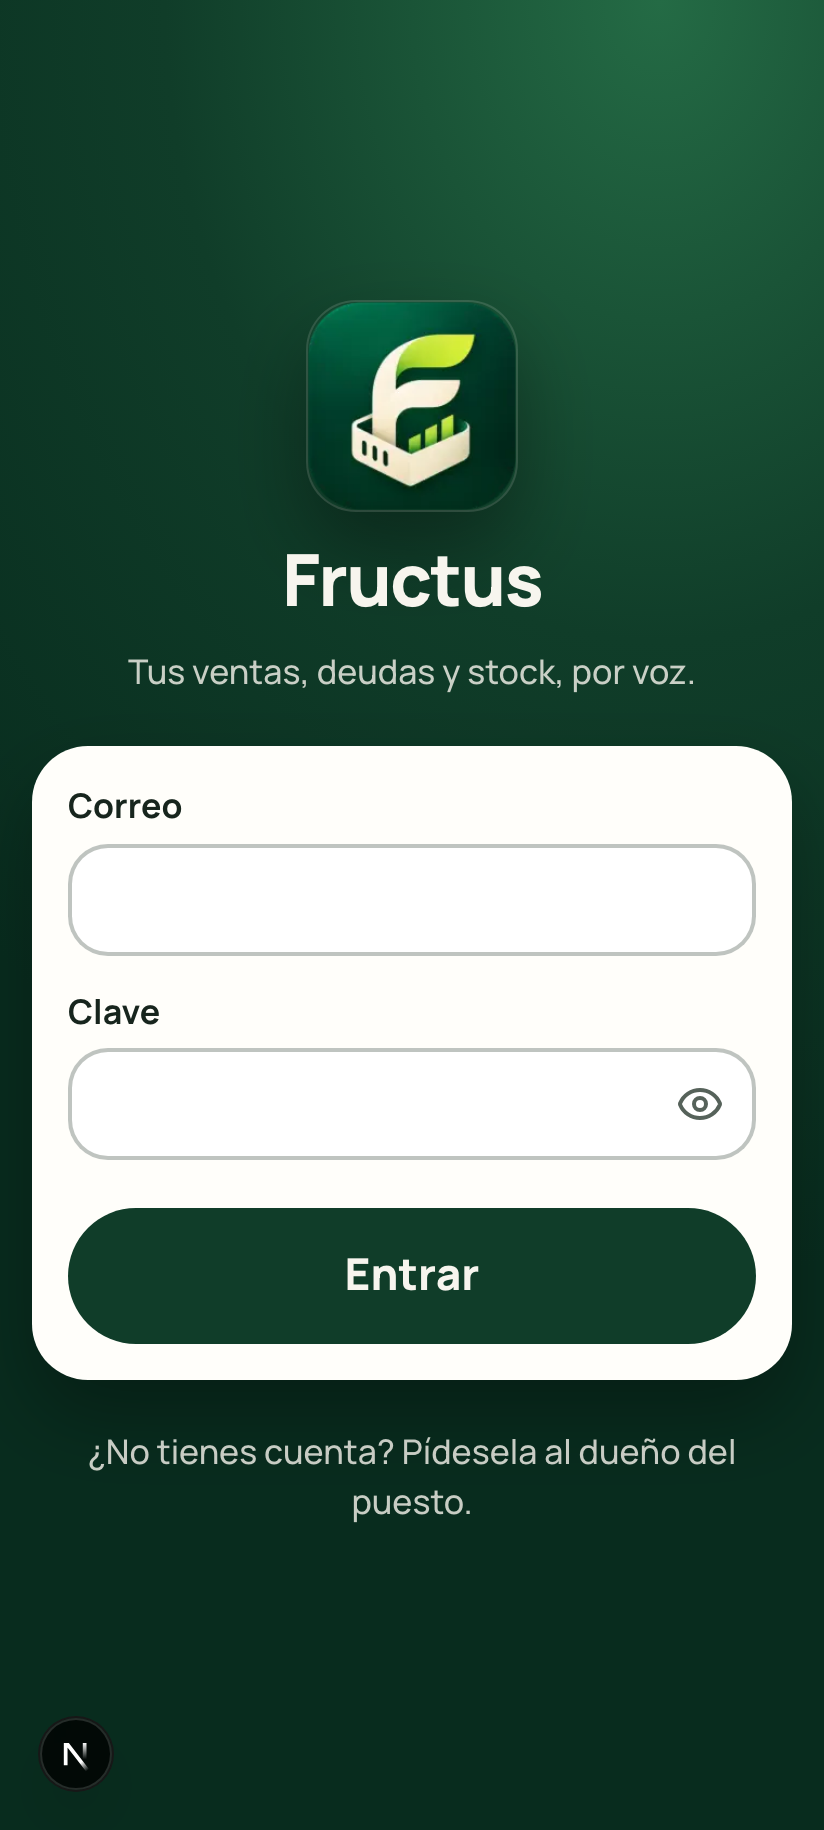 Fructus
Tus ventas, deudas y stock, por voz.
Correo
Clave
Entrar
¿No tienes cuenta? Pídesela al dueño del
puesto.
N